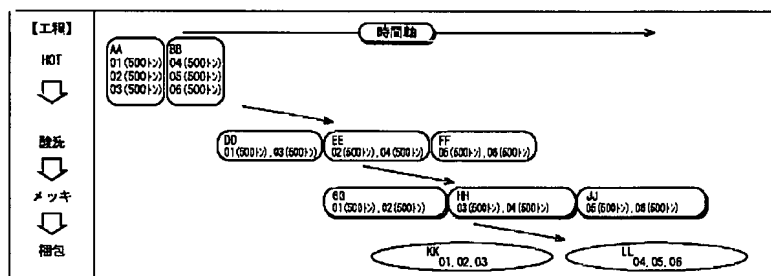 【工程】
時間軸
HOT
AA
01(500トン)
02(500トン)
03(500トン)
BB
04(500トン)
05(500トン)
06(500トン)
酸洗
DD
01(500トン),03(500トン)
EE
02(500トン),04(500トン)
FF
05(500トン),06(500トン)
メッキ
GG
01(500トン),02(500トン)
HH
03(500トン),04(500トン)
JJ
05(500トン),06(500トン)
梱包
KK
01,02,03
LL
04,05,06